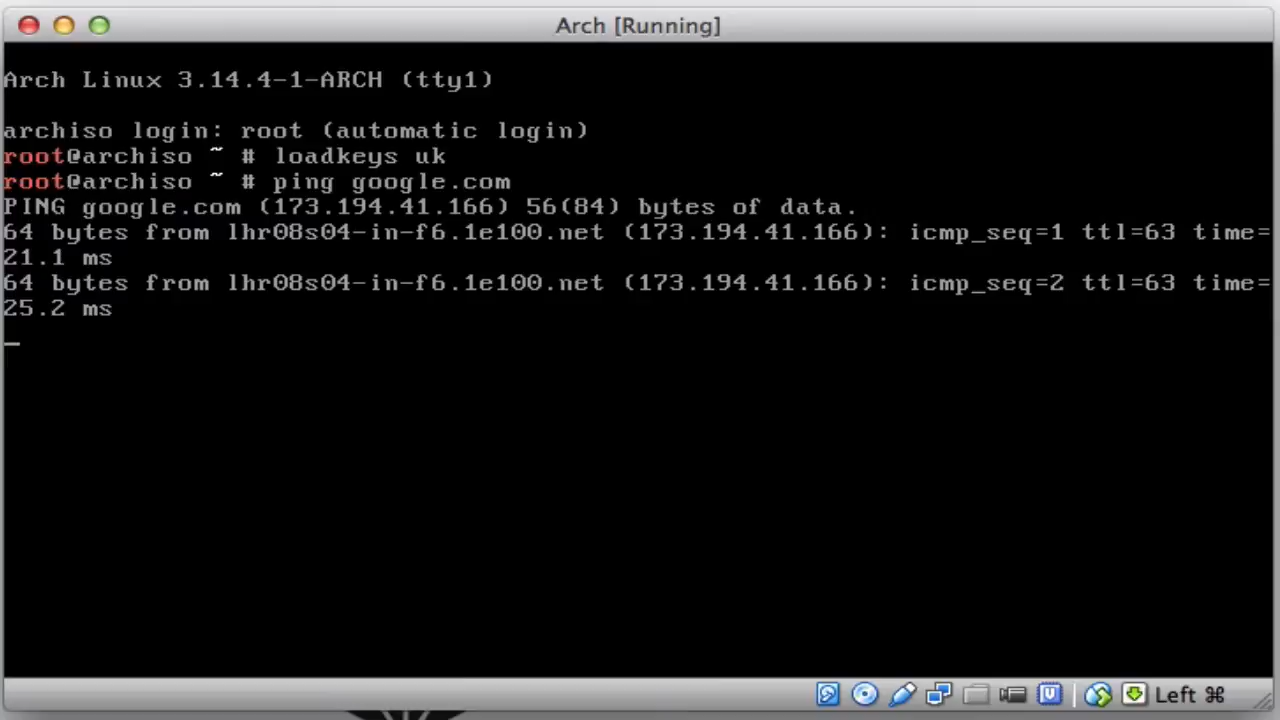 Arch [Running]
Arch Linux 3.14.4-1-ARCH (tty1)
archiso login: root (automatic login)
root@archiso ~ # loadkeys uk
root@archiso ~ # ping google.com
PING google.com (173.194.41.166) 56(84) bytes of data.
64 bytes from lhr08s04-in-f6.1e100.net (173.194.41.166): icmp_seq=1 ttl=63 time=
21.1 ms
64 bytes from lhr08s04-in-f6.1e100.net (173.194.41.166): icmp_seq=2 ttl=63 time=
25.2 ms
Left ⌘